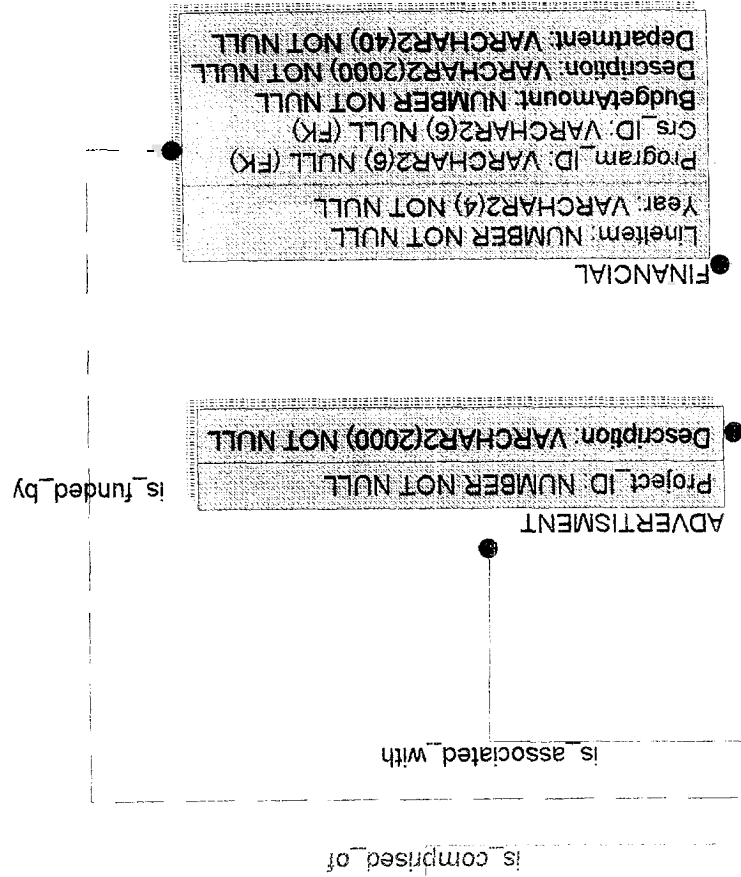 is_comprised_of
is_associated_with
ADVERTISMENT
Project_ID: NUMBER NOT NULL
Description: VARCHAR2(2000) NOT NULL
is_funded_by
FINANCIAL
LineItem: NUMBER NOT NULL
Year: VARCHAR2(4) NOT NULL
Program_ID: VARCHAR2(6) NULL (FK)
Crs_ID: VARCHAR2(6) NULL (FK)
BudgetAmount: NUMBER NOT NULL
Description: VARCHAR2(2000) NOT NULL
Department: VARCHAR2(40) NOT NULL